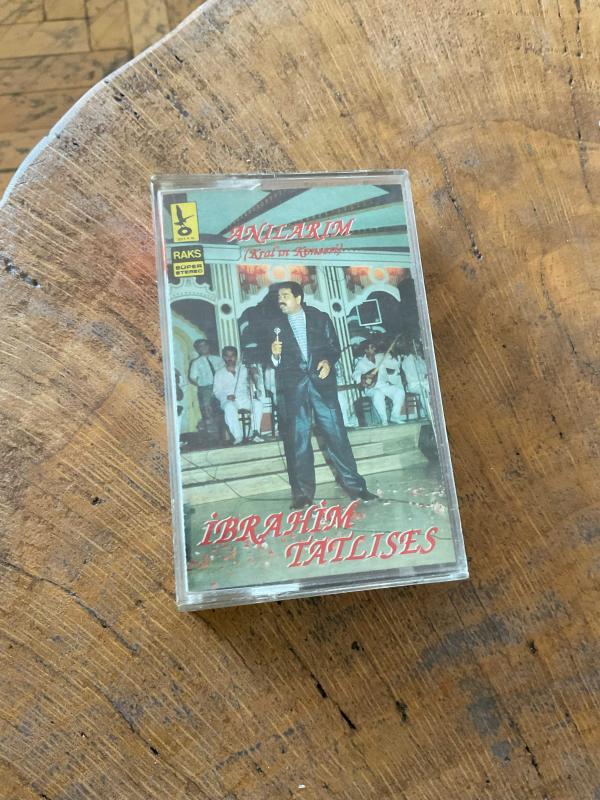 ANILARIM
(Kral'ın Konseri)
RAKS
SÜPER
STEREO
İBRAHİM
TATLISES